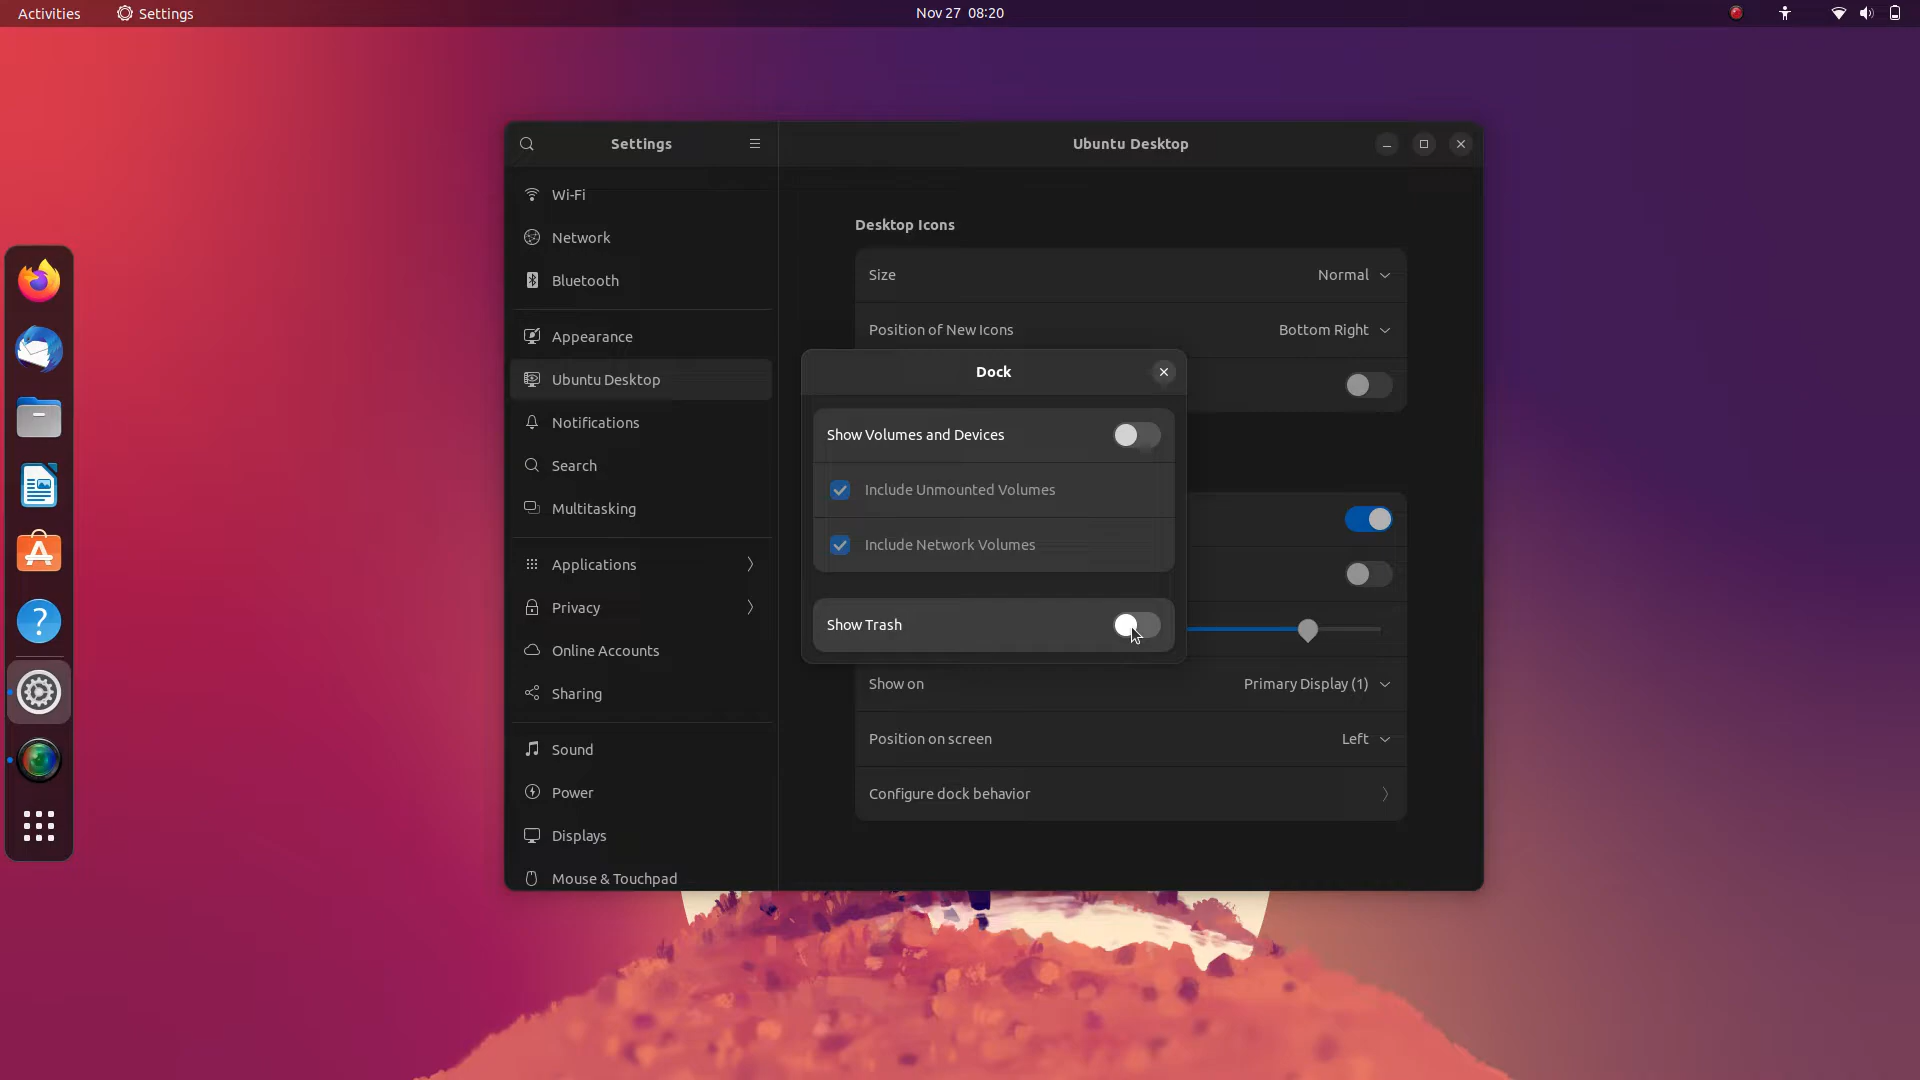 Activities
Settings
Nov 27 08:20
Settings
Ubuntu Desktop
Wi-Fi
Network
Bluetooth
Appearance
Ubuntu Desktop
Notifications
Search
Multitasking
Applications
Privacy
Online Accounts
Sharing
Sound
Power
Displays
Mouse & Touchpad
Desktop Icons
Size
Normal
Position of New Icons
Bottom Right
Dock
Show Volumes and Devices
Include Unmounted Volumes
Include Network Volumes
Show Trash
Show on
Primary Display (1)
Position on screen
Left
Configure dock behavior